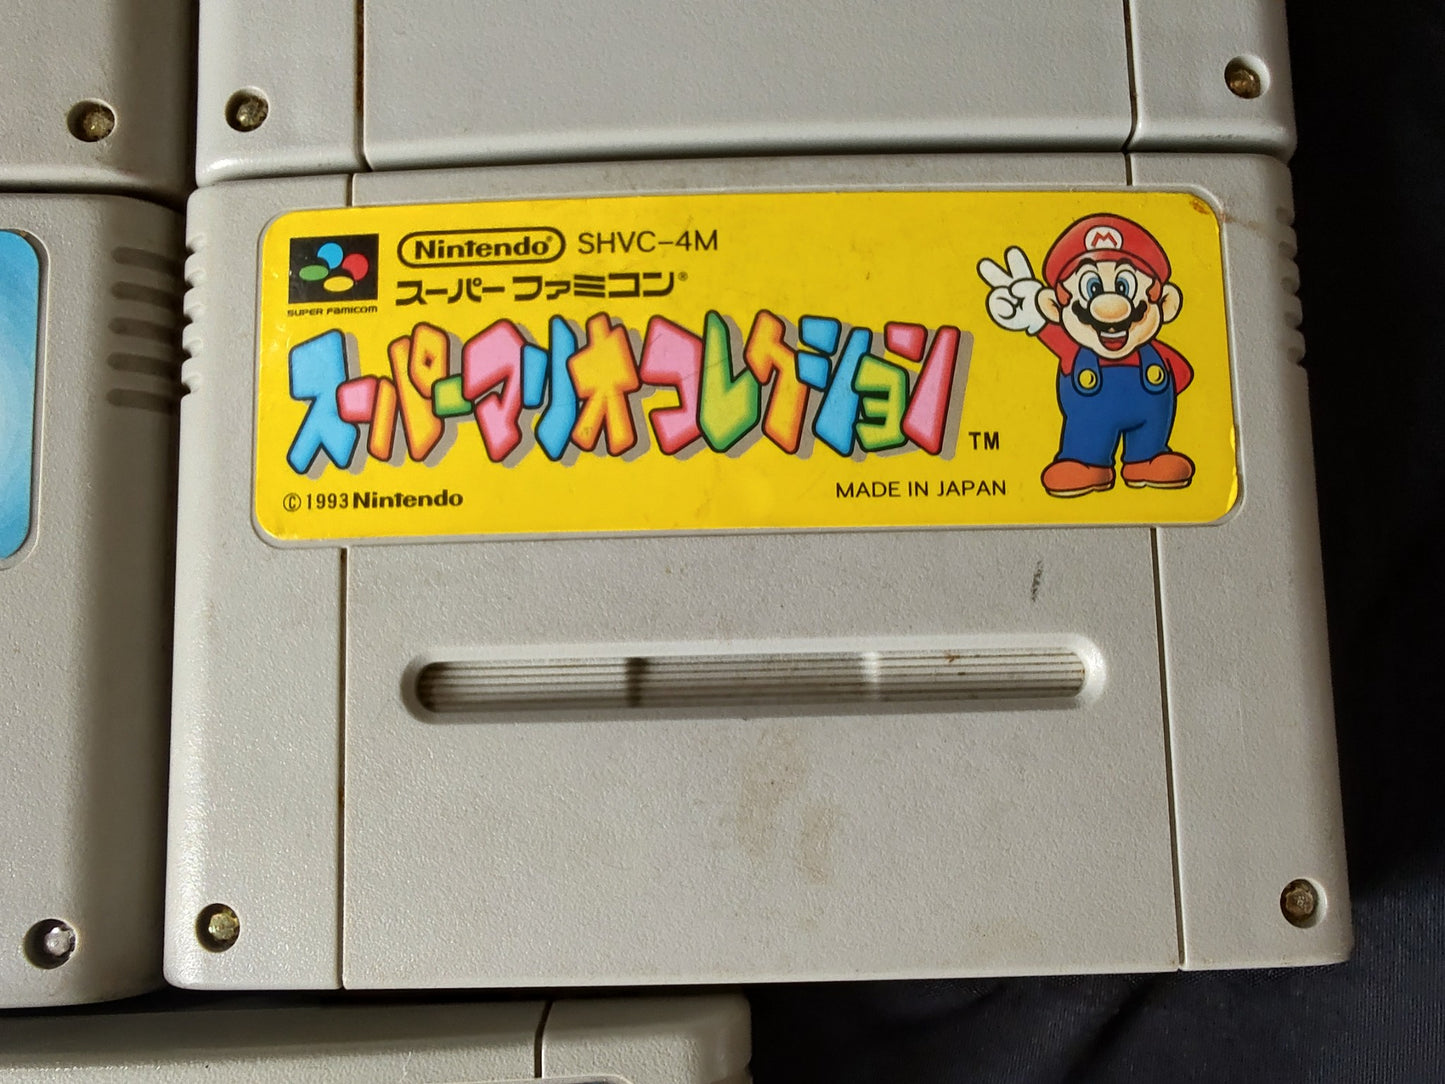 Nintendo® SHVC-4M
スーパーファミコン®
SUPER FAMICOM
スーパーマリオコレクション
TM
©1993 Nintendo
MADE IN JAPAN
M